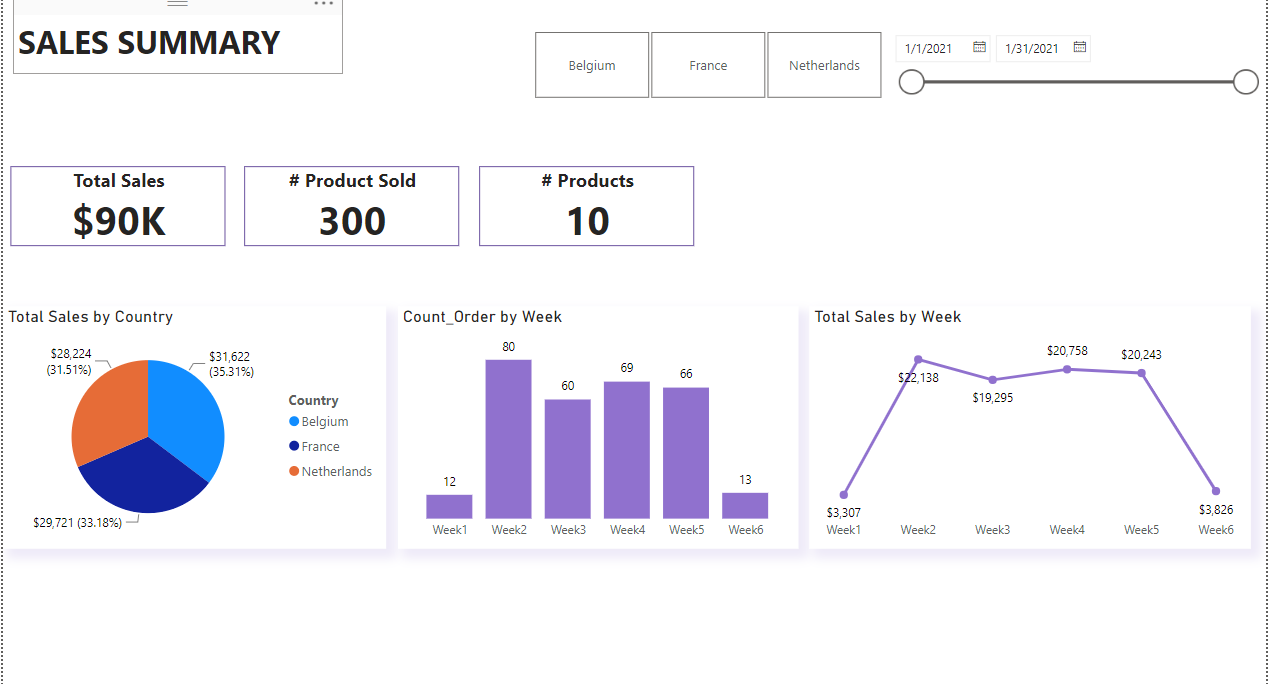 SALES SUMMARY
Belgium
France
Netherlands
1/1/2021
1/31/2021
Total Sales
$90K
# Product Sold
300
# Products
10
Total Sales by Country
$28,224
(31.51%)
$31,622
(35.31%)
$29,721 (33.18%)
Country
Belgium
France
Netherlands
Count_Order by Week
12
80
60
69
66
13
Week1
Week2
Week3
Week4
Week5
Week6
Total Sales by Week
$3,307
$22,138
$19,295
$20,758
$20,243
$3,826
Week1
Week2
Week3
Week4
Week5
Week6